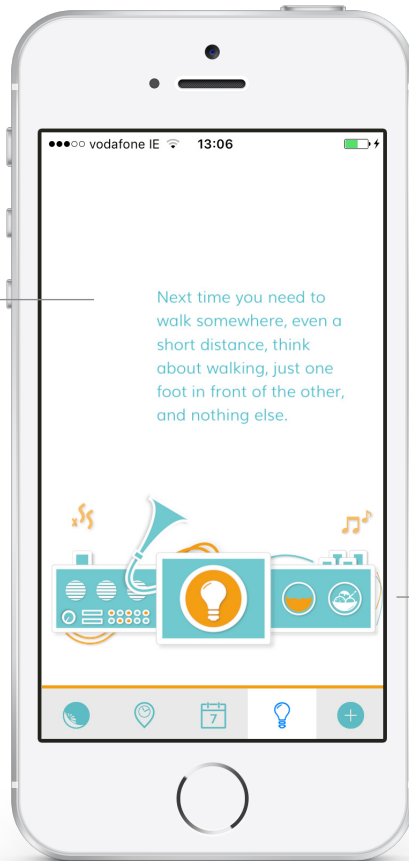 vodafone IE 13:06
Next time you need to
walk somewhere, even a
short distance, think
about walking, just one
foot in front of the other,
and nothing else.
7